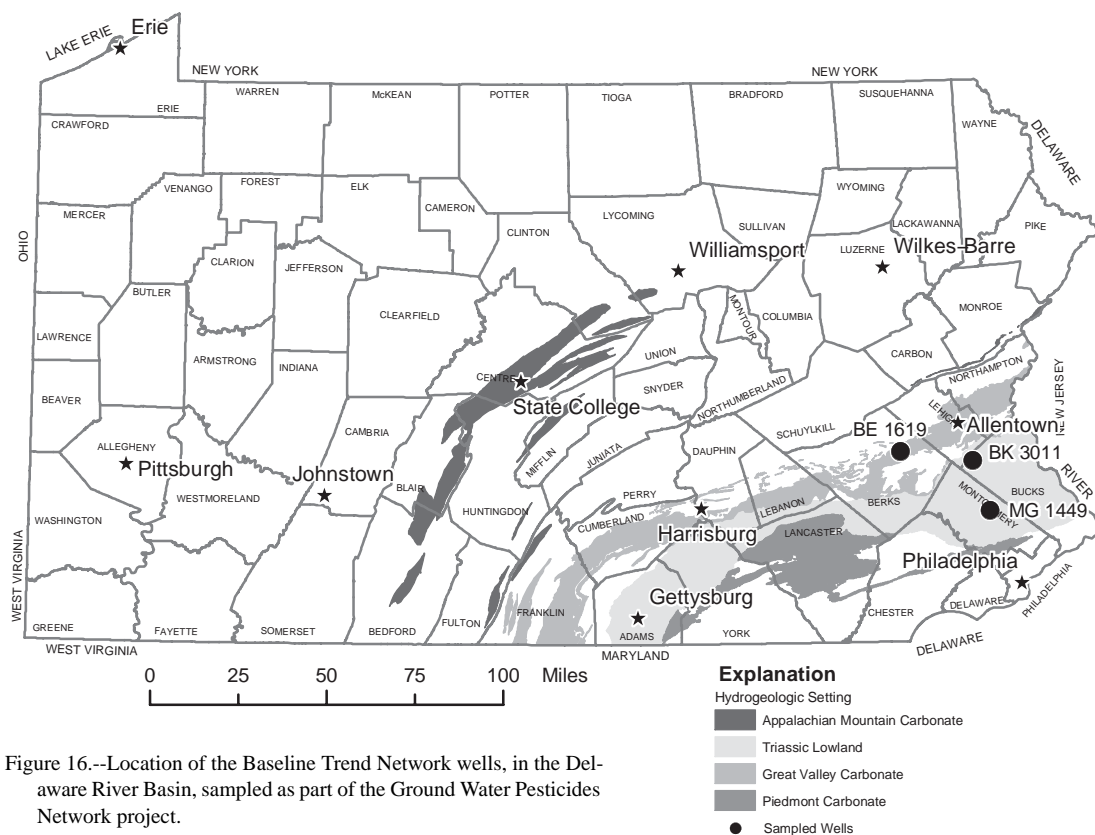 Erie
LAKE ERIE
NEW YORK
NEW YORK
WARREN
McKEAN
POTTER
TIOGA
BRADFORD
SUSQUEHANNA
ERIE
CRAWFORD
WAYNE
DELAWARE
VENANGO
FOREST
ELK
CAMERON
WYOMING
MERCER
LYCOMING
SULLIVAN
LACKAWANNA
PIKE
OHIO
CLINTON
CLARION
JEFFERSON
Williamsport
LUZERNE
Wilkes-Barre
BUTLER
CLEARFIELD
MONTOUR
COLUMBIA
MONROE
LAWRENCE
ARMSTRONG
INDIANA
UNION
CARBON
CENTRE
SNYDER
NORTHUMBERLAND
NORTHAMPTON
BEAVER
State College
LEHIGH
Allentown
NEW JERSEY
ALLEGHENY
CAMBRIA
SCHUYLKILL
BE 1619
Pittsburgh
Johnstown
MIFFLIN
JUNIATA
DAUPHIN
BK 3011
BLAIR
WESTMORELAND
HUNTINGDON
PERRY
LEBANON
BERKS
MONTGOMERY
BUCKS
RIVER
WASHINGTON
CUMBERLAND
Harrisburg
LANCASTER
MG 1449
WEST VIRGINIA
Philadelphia
Gettysburg
GREENE
FAYETTE
SOMERSET
BEDFORD
FULTON
FRANKLIN
ADAMS
YORK
CHESTER
DELAWARE
PHILADELPHIA
WEST VIRGINIA
MARYLAND
DELAWARE
0 25 50 75 100 Miles
Explanation
Hydrogeologic Setting
Appalachian Mountain Carbonate
Triassic Lowland
Great Valley Carbonate
Piedmont Carbonate
Sampled Wells
Figure 16.--Location of the Baseline Trend Network wells, in the Del-
aware River Basin, sampled as part of the Ground Water Pesticides
Network project.